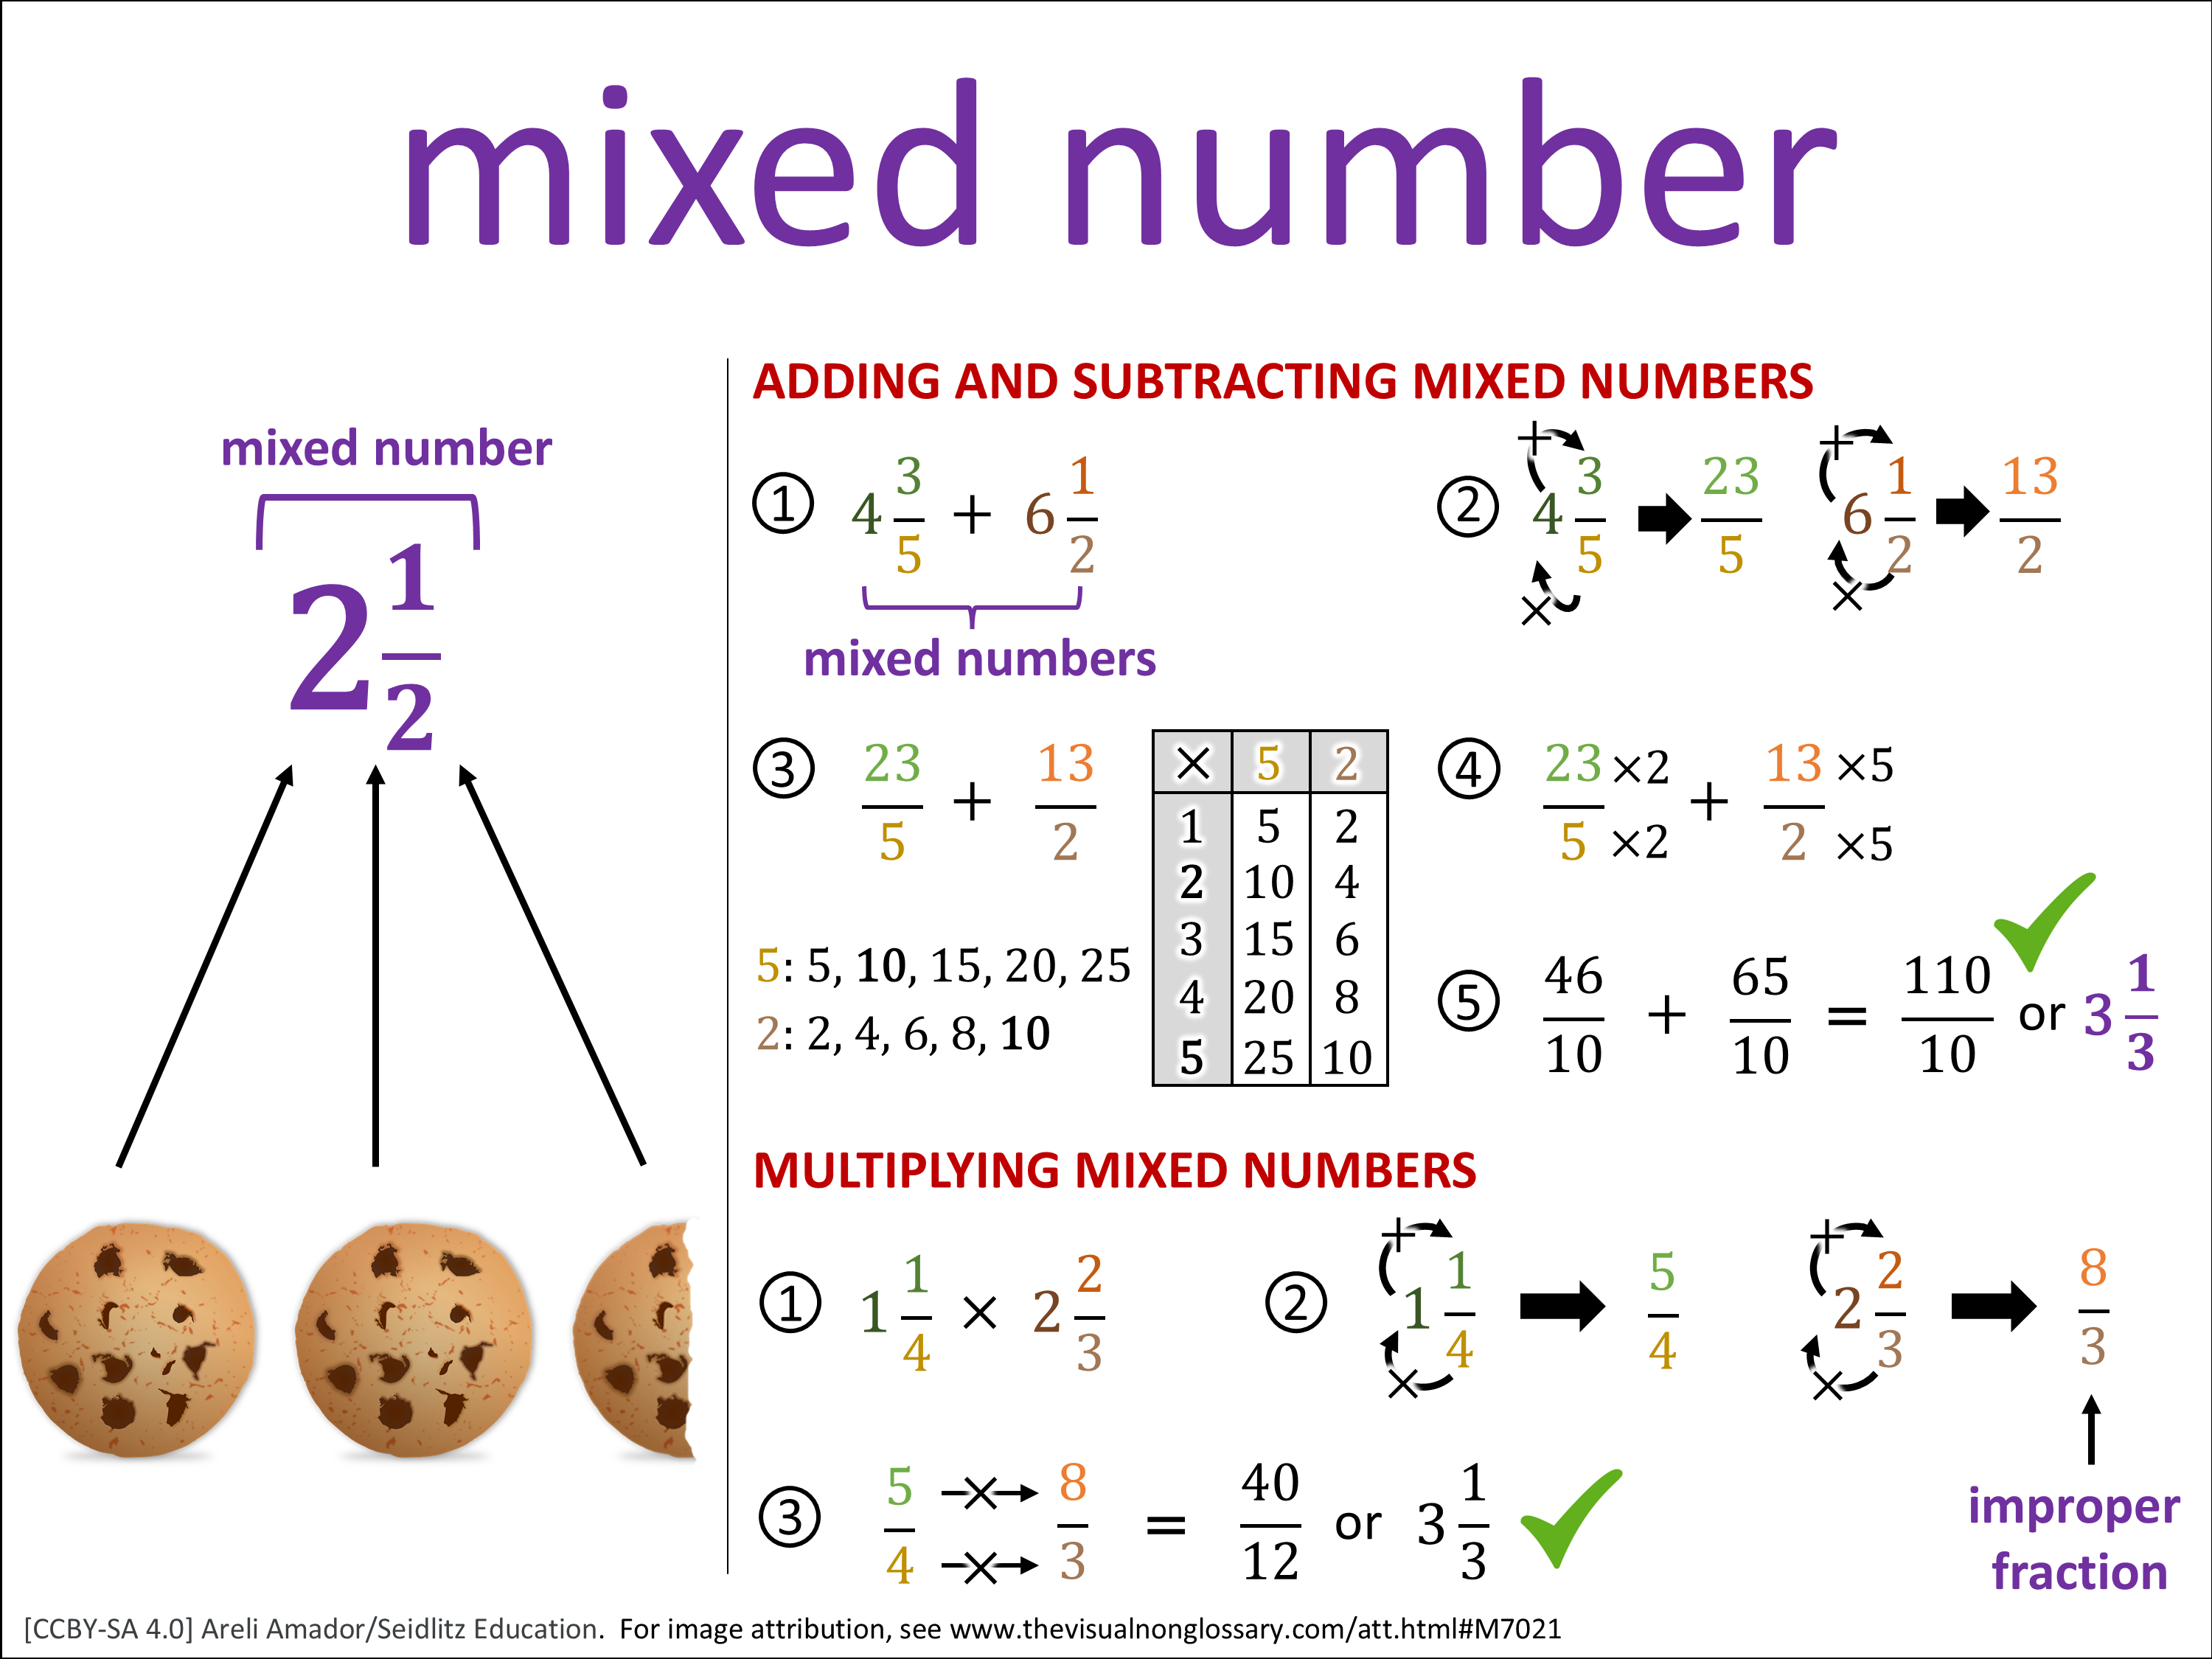 mixed number
mixed number
2 1/2
ADDING AND SUBTRACTING MIXED NUMBERS
① 4 3/5 + 6 1/2
mixed numbers
② + 4 3/5 × 23/5 + 6 1/2 × 13/2
③ 23/5 + 13/2
5: 5, 10, 15, 20, 25
2: 2, 4, 6, 8, 10
× 5 2
1 5 2
2 10 4
3 15 6
4 20 8
5 25 10
④ 23/5 ×2 ×2 + 13/2 ×5 ×5
⑤ 46/10 + 65/10 = 110/10 or 3 1/3
MULTIPLYING MIXED NUMBERS
① 1 1/4 × 2 2/3
② + 1 1/4 × 5/4 + 2 2/3 × 8/3
improper
fraction
③ 5/4 × × 8/3 = 40/12 or 3 1/3
[CCBY-SA 4.0] Areli Amador/Seidlitz Education. For image attribution, see www.thevisualnonglossary.com/att.html#M7021